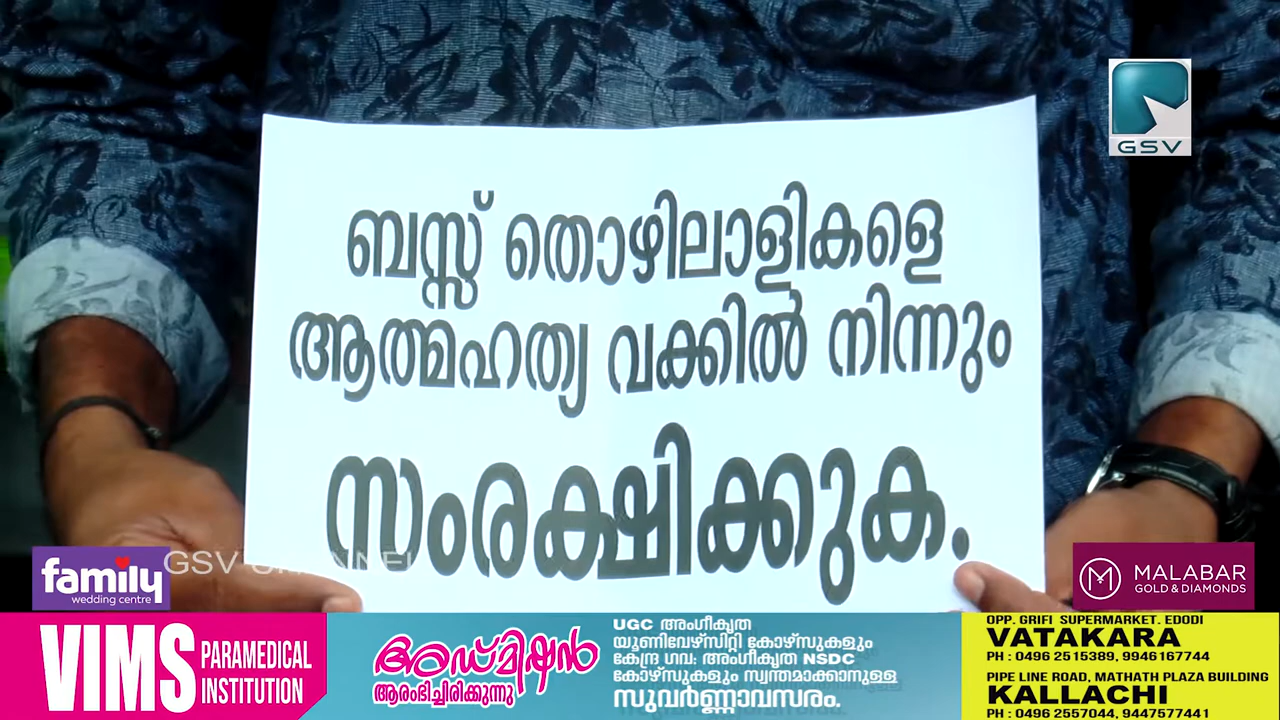 GSV
ബസ്സ് തൊഴിലാളികളെ
ആത്മഹത്യ വക്കിൽ നിന്നും
സംരക്ഷിക്കുക.
GSV CHANNEL
family
wedding centre
MALABAR
GOLD & DIAMONDS
VIMS PARAMEDICAL
INSTITUTION
അഡ്മിഷൻ
ആരംഭിച്ചിരിക്കുന്നു
UGC അംഗീകൃത
യൂണിവേഴ്സിറ്റി കോഴ്സുകളും
കേന്ദ്ര ഗവ: അംഗീകൃത NSDC
കോഴ്സുകളും സ്വന്തമാക്കാനുള്ള
സുവർണ്ണാവസരം.
OPP. GRIFI SUPERMARKET. EDODI
VATAKARA
PH : 0496 2515389, 9946167744
PIPE LINE ROAD, MATHATH PLAZA BUILDING
KALLACHI
PH : 0496 2557044, 9447577441